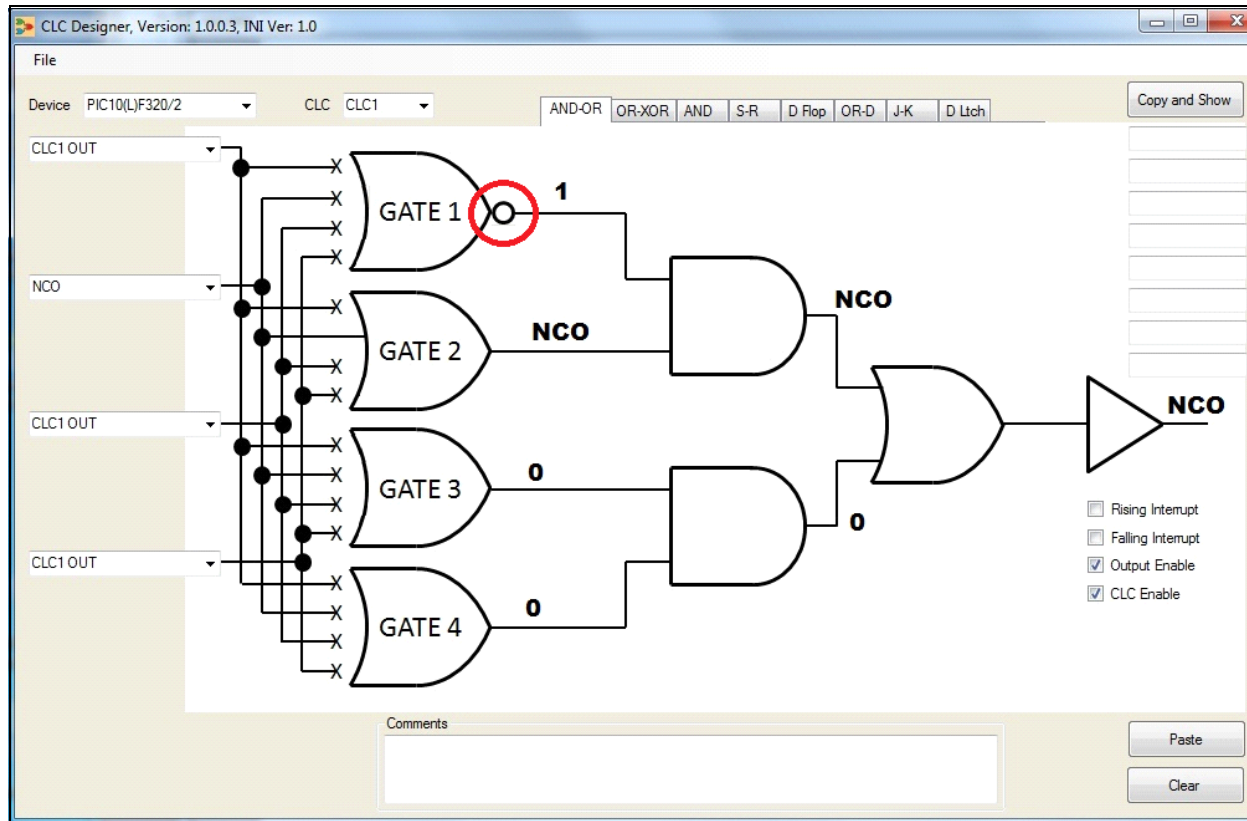 CLC Designer, Version: 1.0.0.3, INI Ver: 1.0
File
Device PIC10(L)F320/2 CLC CLC1
AND-OR OR-XOR AND S-R D Flop OR-D J-K D Ltch
Copy and Show
CLC1 OUT
NCO
CLC1 OUT
CLC1 OUT
X
X
X
X
GATE 1
1
X
X
X
GATE 2
NCO
X
X
X
X
GATE 3
0
X
X
X
X
GATE 4
0
NCO
0
NCO
Rising Interrupt
Falling Interrupt
Output Enable
CLC Enable
Comments
Paste
Clear